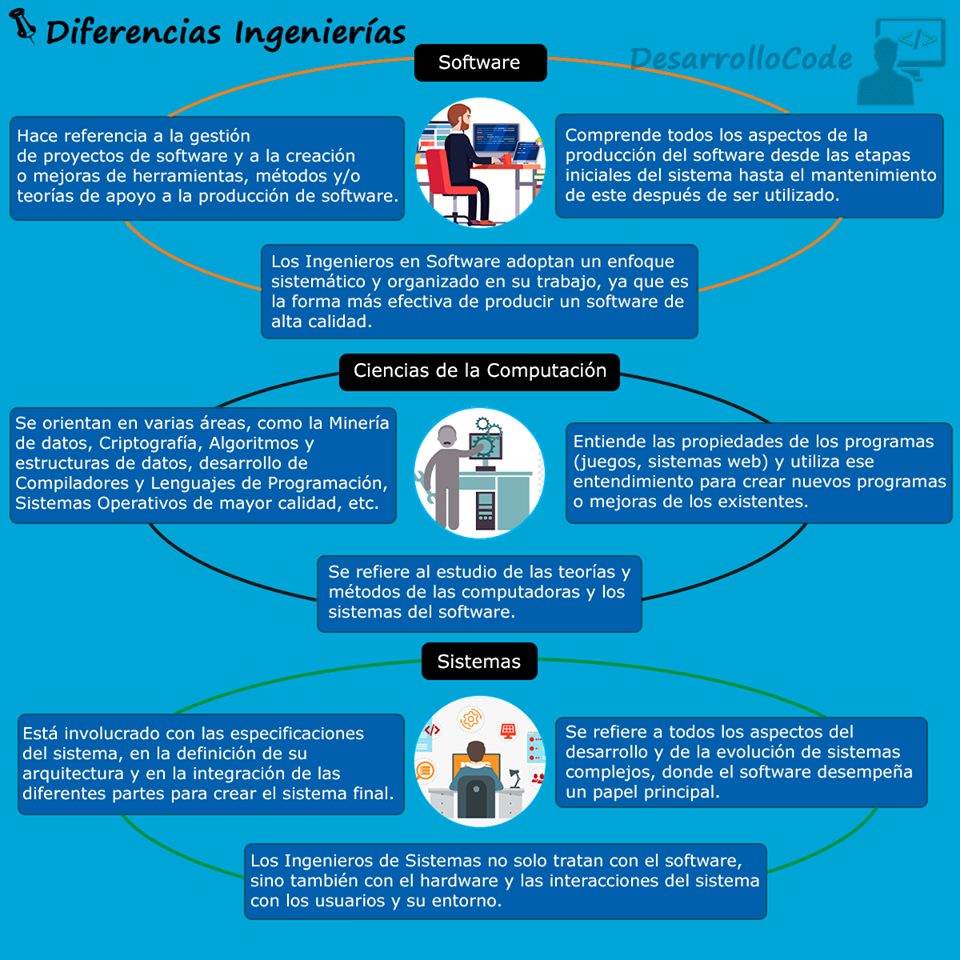 Diferencias Ingenierías
DesarrolloCode
</>
Software
Hace referencia a la gestión
de proyectos de software y a la creación
o mejoras de herramientas, métodos y/o
teorías de apoyo a la producción de software.
Comprende todos los aspectos de la
producción del software desde las etapas
iniciales del sistema hasta el mantenimiento
de este después de ser utilizado.
Los Ingenieros en Software adoptan un enfoque
sistemático y organizado en su trabajo, ya que es
la forma más efectiva de producir un software de
alta calidad.
Ciencias de la Computación
Se orientan en varias áreas, como la Minería
de datos, Criptografía, Algoritmos y
estructuras de datos, desarrollo de
Compiladores y Lenguajes de Programación,
Sistemas Operativos de mayor calidad, etc.
Entiende las propiedades de los programas
(juegos, sistemas web) y utiliza ese
entendimiento para crear nuevos programas
o mejoras de los existentes.
Se refiere al estudio de las teorías y
métodos de las computadoras y los
sistemas del software.
Sistemas
Está involucrado con las especificaciones
del sistema, en la definición de su
arquitectura y en la integración de las
diferentes partes para crear el sistema final.
</>
Se refiere a todos los aspectos del
desarrollo y de la evolución de sistemas
complejos, donde el software desempeña
un papel principal.
Los Ingenieros de Sistemas no solo tratan con el software,
sino también con el hardware y las interacciones del sistema
con los usuarios y su entorno.